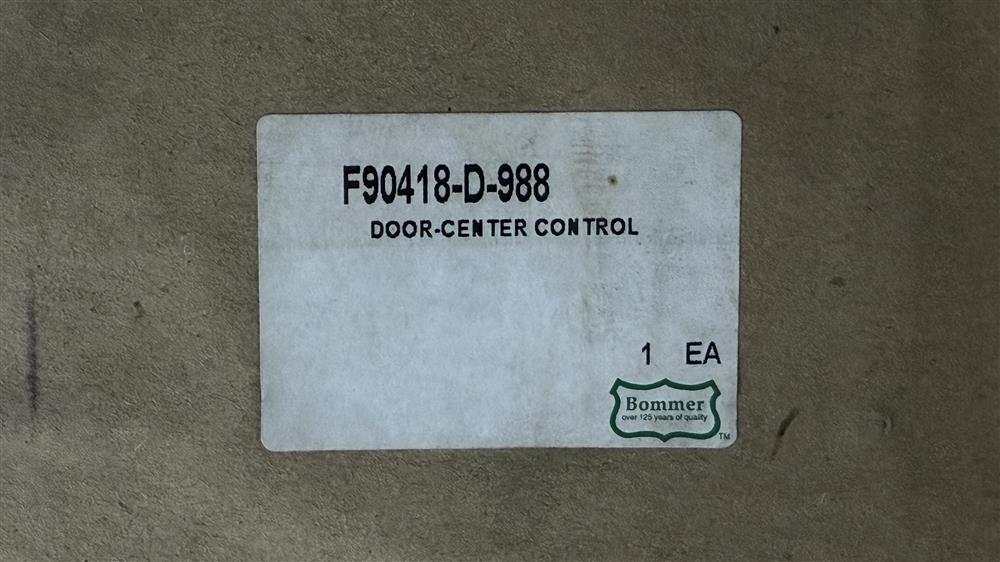 F90418-D-988
DOOR-CENTER CONTROL
1 EA
Bommer
over 125 years of quality
TM